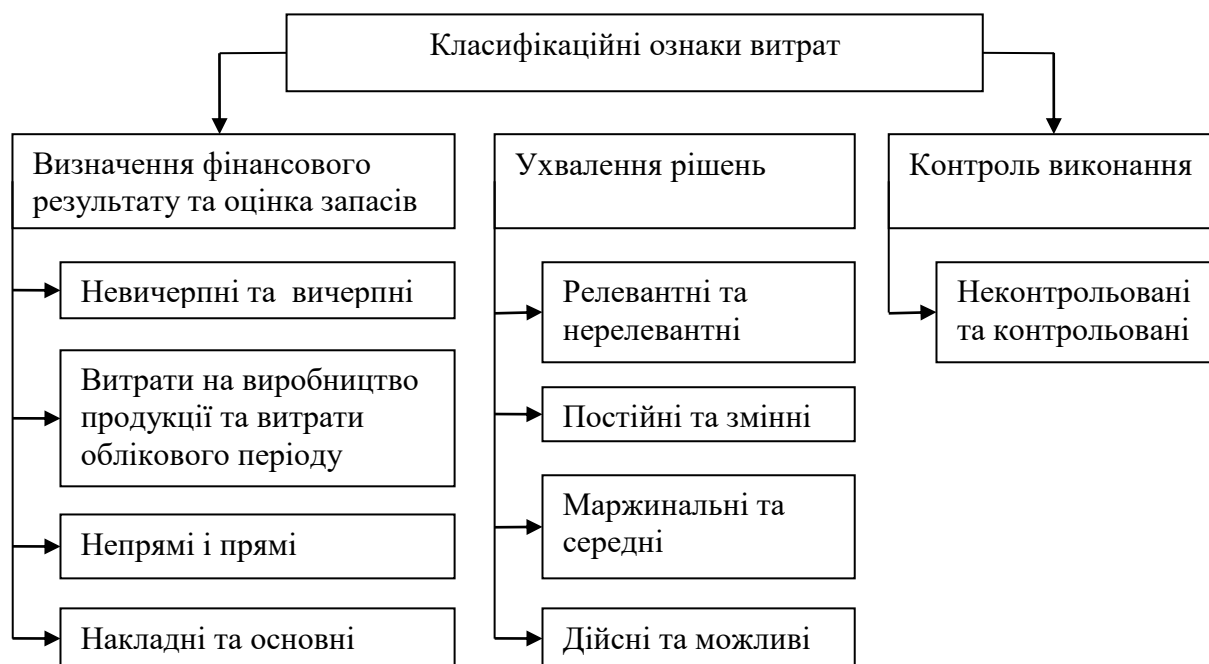 Класифікаційні ознаки витрат
Визначення фінансового
результату та оцінка запасів
Невичерпні та вичерпні
Витрати на виробництво
продукції та витрати
облікового періоду
Непрямі і прямі
Накладні та основні
Ухвалення рішень
Релевантні та
нерелевантні
Постійні та змінні
Маржинальні та
середні
Дійсні та можливі
Контроль виконання
Неконтрольовані
та контрольовані